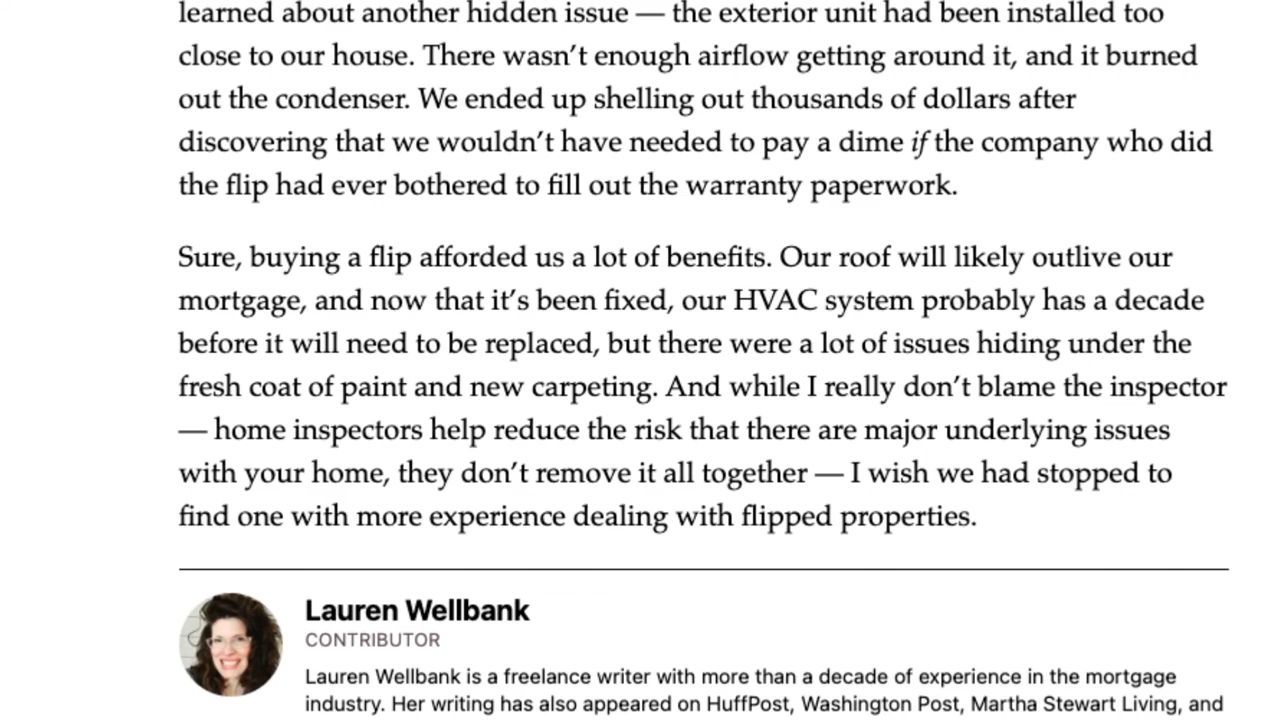 learned about another hidden issue — the exterior unit had been installed too
close to our house. There wasn’t enough airflow getting around it, and it burned
out the condenser. We ended up shelling out thousands of dollars after
discovering that we wouldn’t have needed to pay a dime if the company who did
the flip had ever bothered to fill out the warranty paperwork.
Sure, buying a flip afforded us a lot of benefits. Our roof will likely outlive our
mortgage, and now that it’s been fixed, our HVAC system probably has a decade
before it will need to be replaced, but there were a lot of issues hiding under the
fresh coat of paint and new carpeting. And while I really don’t blame the inspector
— home inspectors help reduce the risk that there are major underlying issues
with your home, they don’t remove it all together — I wish we had stopped to
find one with more experience dealing with flipped properties.
Lauren Wellbank
CONTRIBUTOR
Lauren Wellbank is a freelance writer with more than a decade of experience in the mortgage
industry. Her writing has also appeared on HuffPost, Washington Post, Martha Stewart Living, and